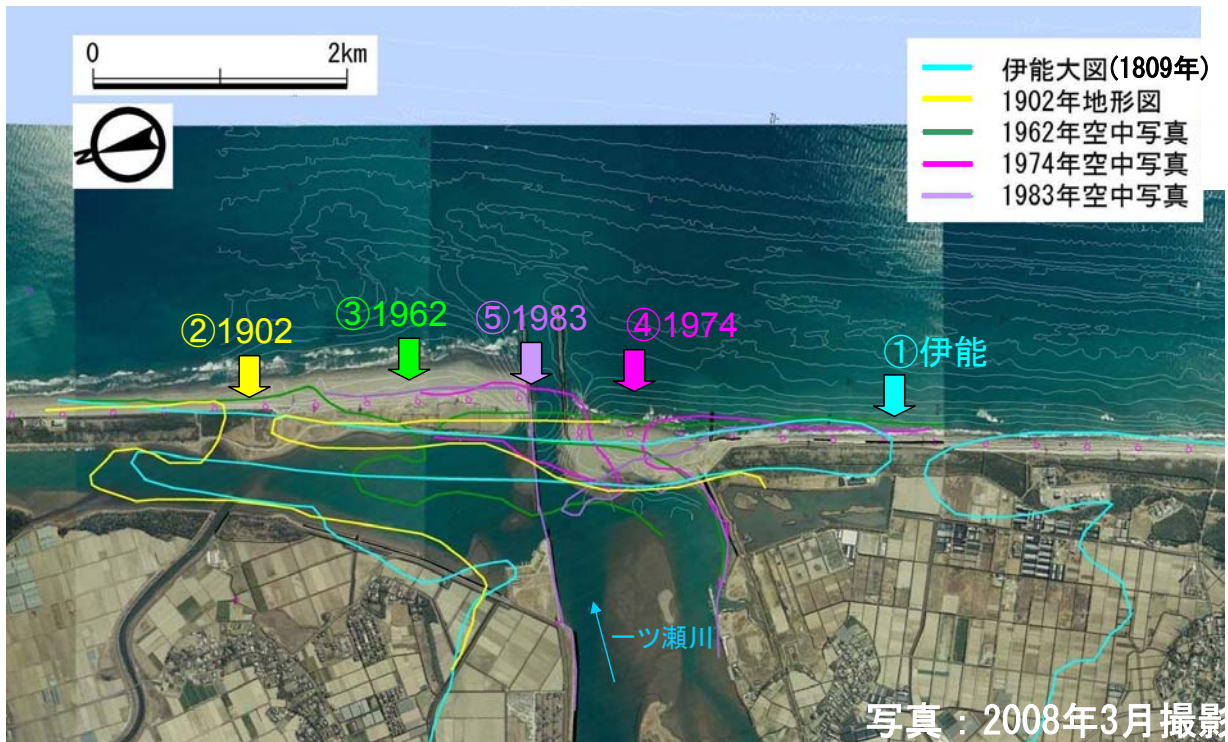 0 2km
N
伊能大図(1809年)
1902年地形図
1962年空中写真
1974年空中写真
1983年空中写真
②1902
③1962
⑤1983
④1974
①伊能
一ツ瀬川
写真：2008年3月撮影